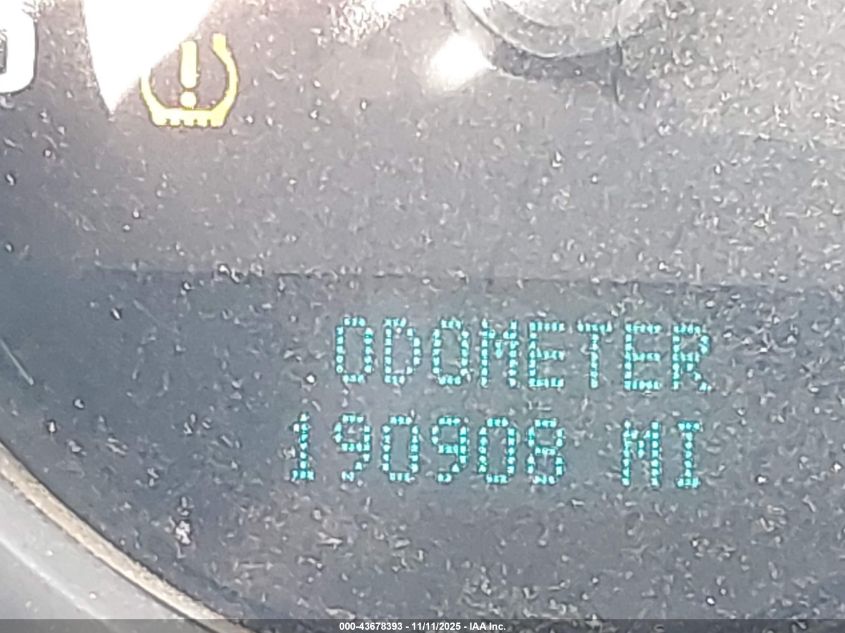 ODOMETER
190908 MI
000-43678393 - 11/11/2025 - IAA Inc.